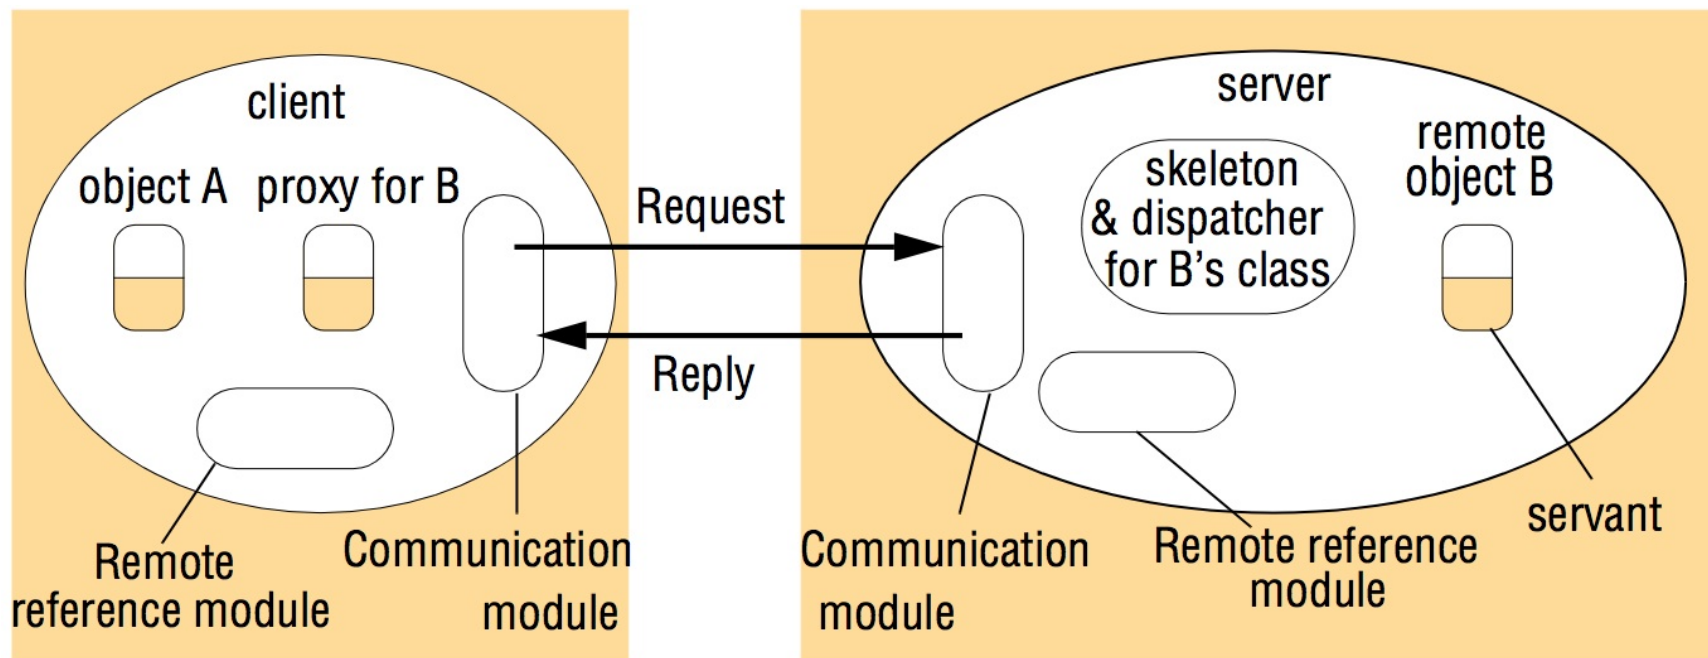 client
object A
proxy for B
Remote
reference module
Communication
module
Request
Reply
server
skeleton
& dispatcher
for B’s class
remote
object B
Communication
module
Remote reference
module
servant